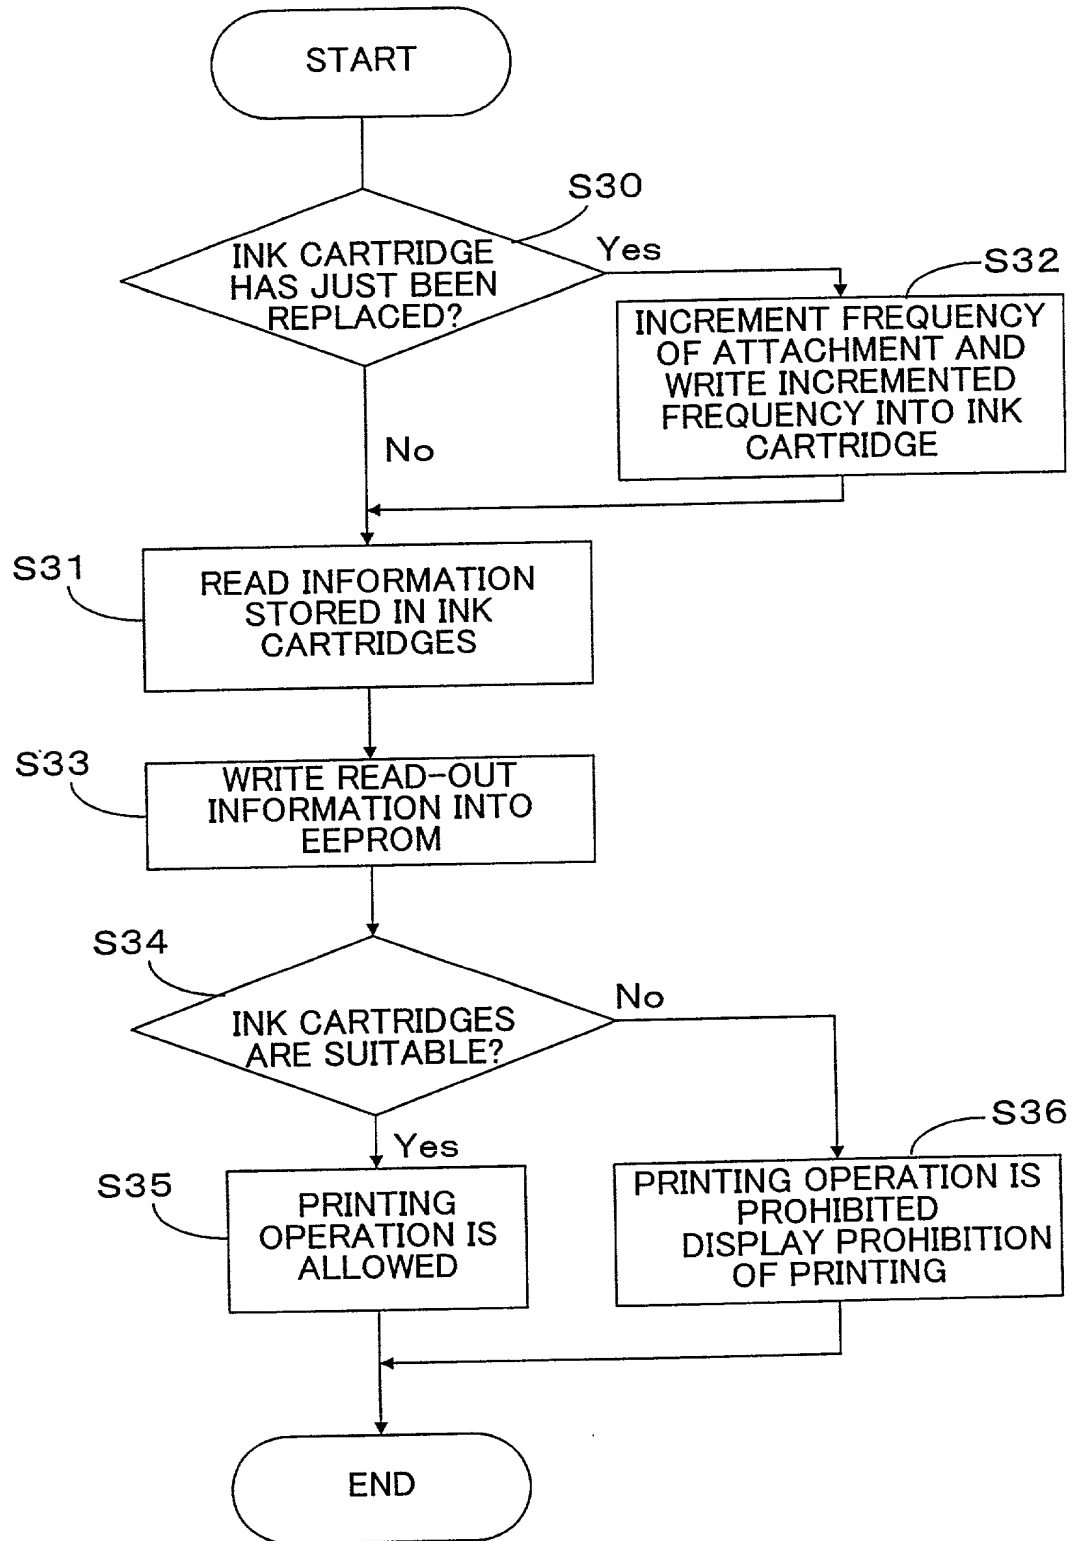 START
S30
INK CARTRIDGE
HAS JUST BEEN
REPLACED?
Yes
S32
INCREMENT FREQUENCY
OF ATTACHMENT AND
WRITE INCREMENTED
FREQUENCY INTO INK
CARTRIDGE
No
S31
READ INFORMATION
STORED IN INK
CARTRIDGES
S33
WRITE READ-OUT
INFORMATION INTO
EEPROM
S34
INK CARTRIDGES
ARE SUITABLE?
No
Yes
S35
PRINTING
OPERATION IS
ALLOWED
S36
PRINTING OPERATION IS
PROHIBITED
DISPLAY PROHIBITION
OF PRINTING
END